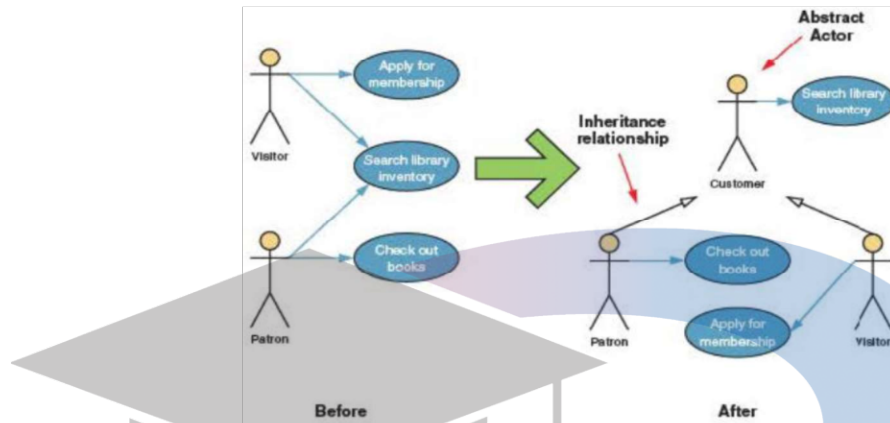 Apply for
membership
Visitor
Search library
inventory
Check out
books
Patron
Before
Abstract
Actor
Search library
inventory
Inheritance
relationship
Customer
Check out
books
Patron
Apply for
membership
Visitor
After